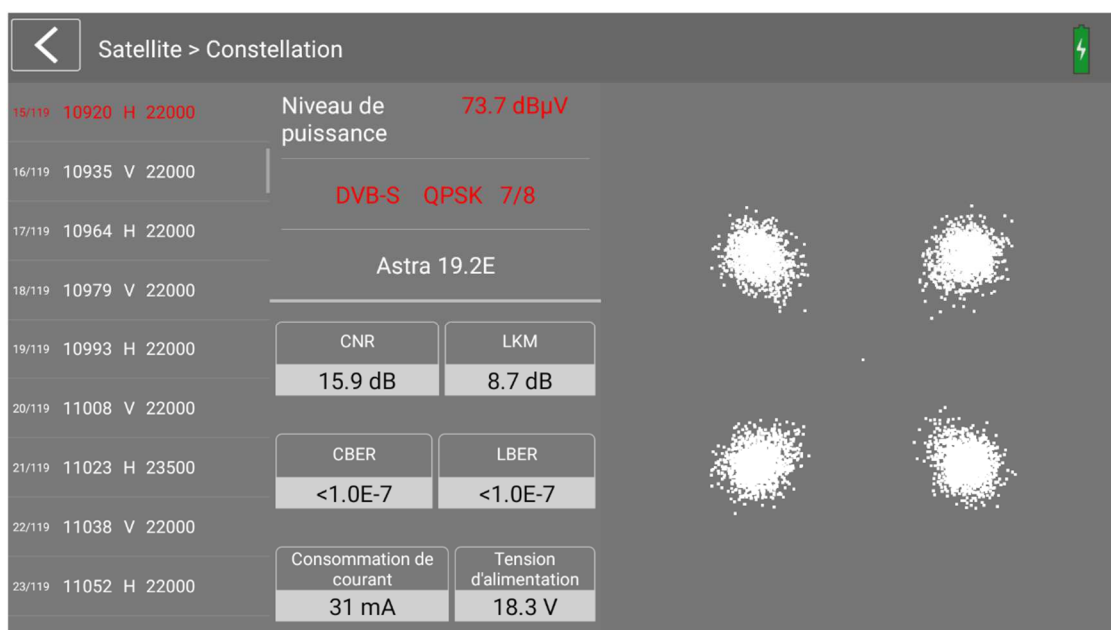 Satellite > Constellation
15/119 10920 H 22000
16/119 10935 V 22000
17/119 10964 H 22000
18/119 10979 V 22000
19/119 10993 H 22000
20/119 11008 V 22000
21/119 11023 H 23500
22/119 11038 V 22000
23/119 11052 H 22000
Niveau de
puissance
73.7 dBµV
DVB-S QPSK 7/8
Astra 19.2E
CNR
15.9 dB
LKM
8.7 dB
CBER
<1.0E-7
LBER
<1.0E-7
Consommation de
courant
31 mA
Tension
d'alimentation
18.3 V